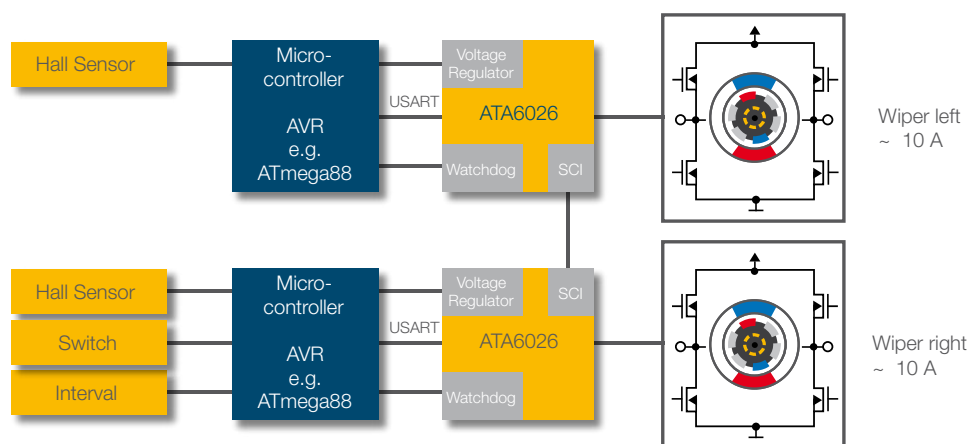 Hall Sensor
Micro-
controller
AVR
e.g.
ATmega88
USART
Voltage
Regulator
ATA6026
Watchdog
SCI
Wiper left
~ 10 A
Hall Sensor
Switch
Interval
Micro-
controller
AVR
e.g.
ATmega88
USART
Voltage
Regulator
SCI
ATA6026
Watchdog
Wiper right
~ 10 A